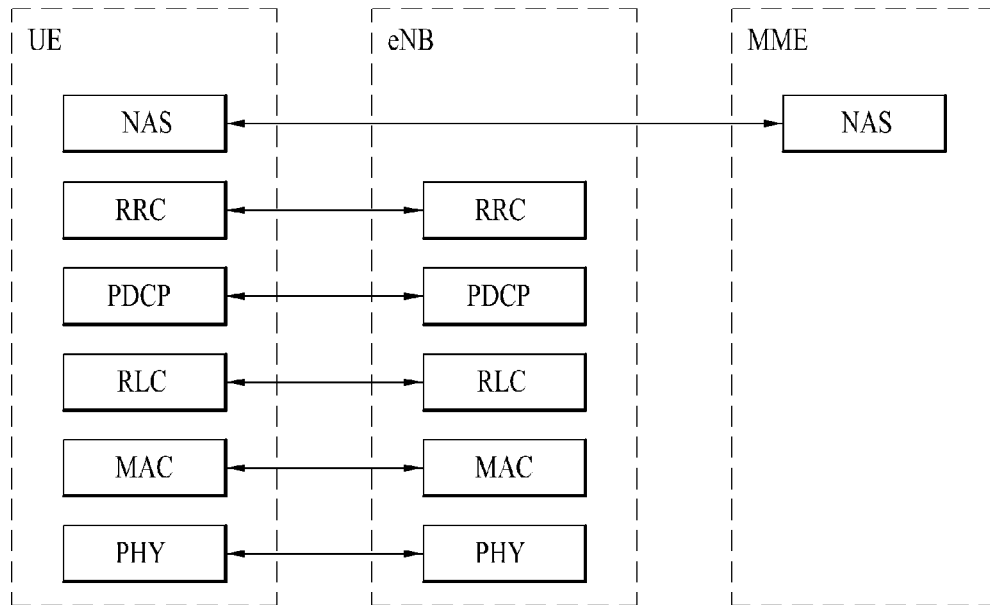 UE eNB MME
NAS NAS
RRC RRC
PDCP PDCP
RLC RLC
MAC MAC
PHY PHY